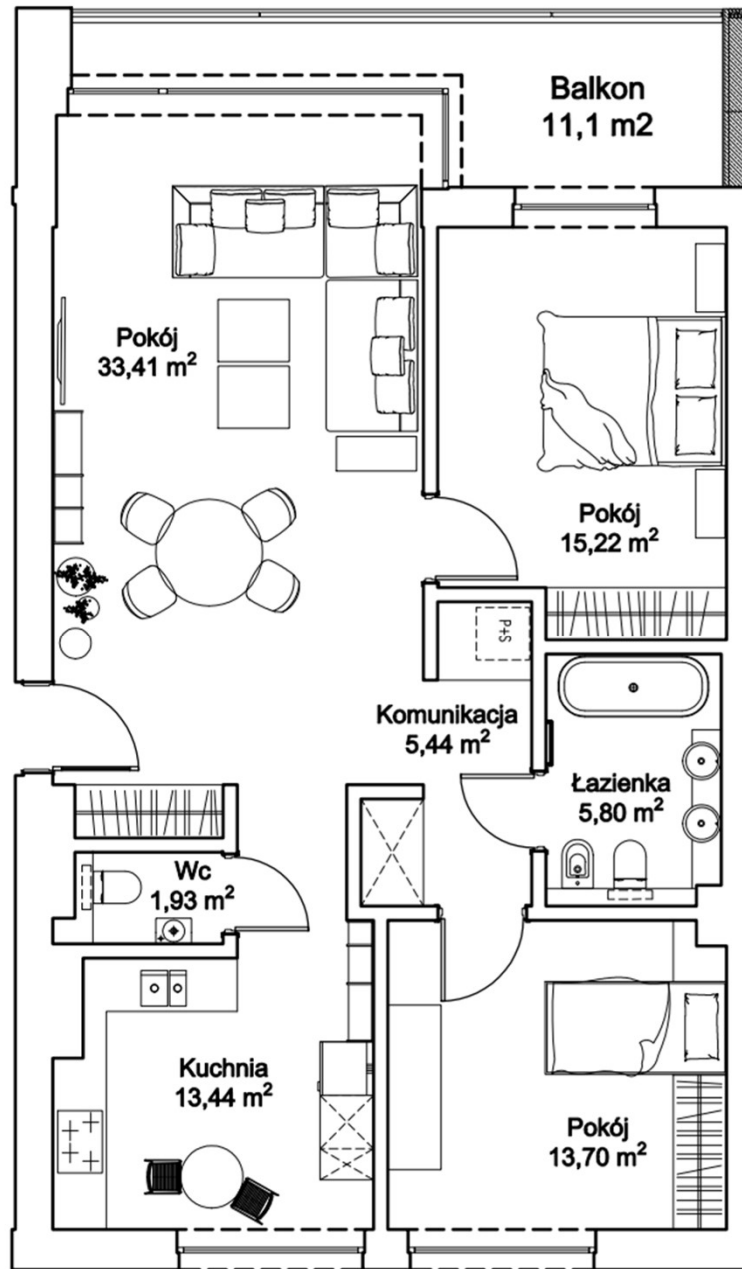 Balkon
11,1 m2
Pokój
33,41 m²
Pokój
15,22 m²
P+S
Komunikacja
5,44 m²
Łazienka
5,80 m²
Wc
1,93 m²
Kuchnia
13,44 m²
Pokój
13,70 m²